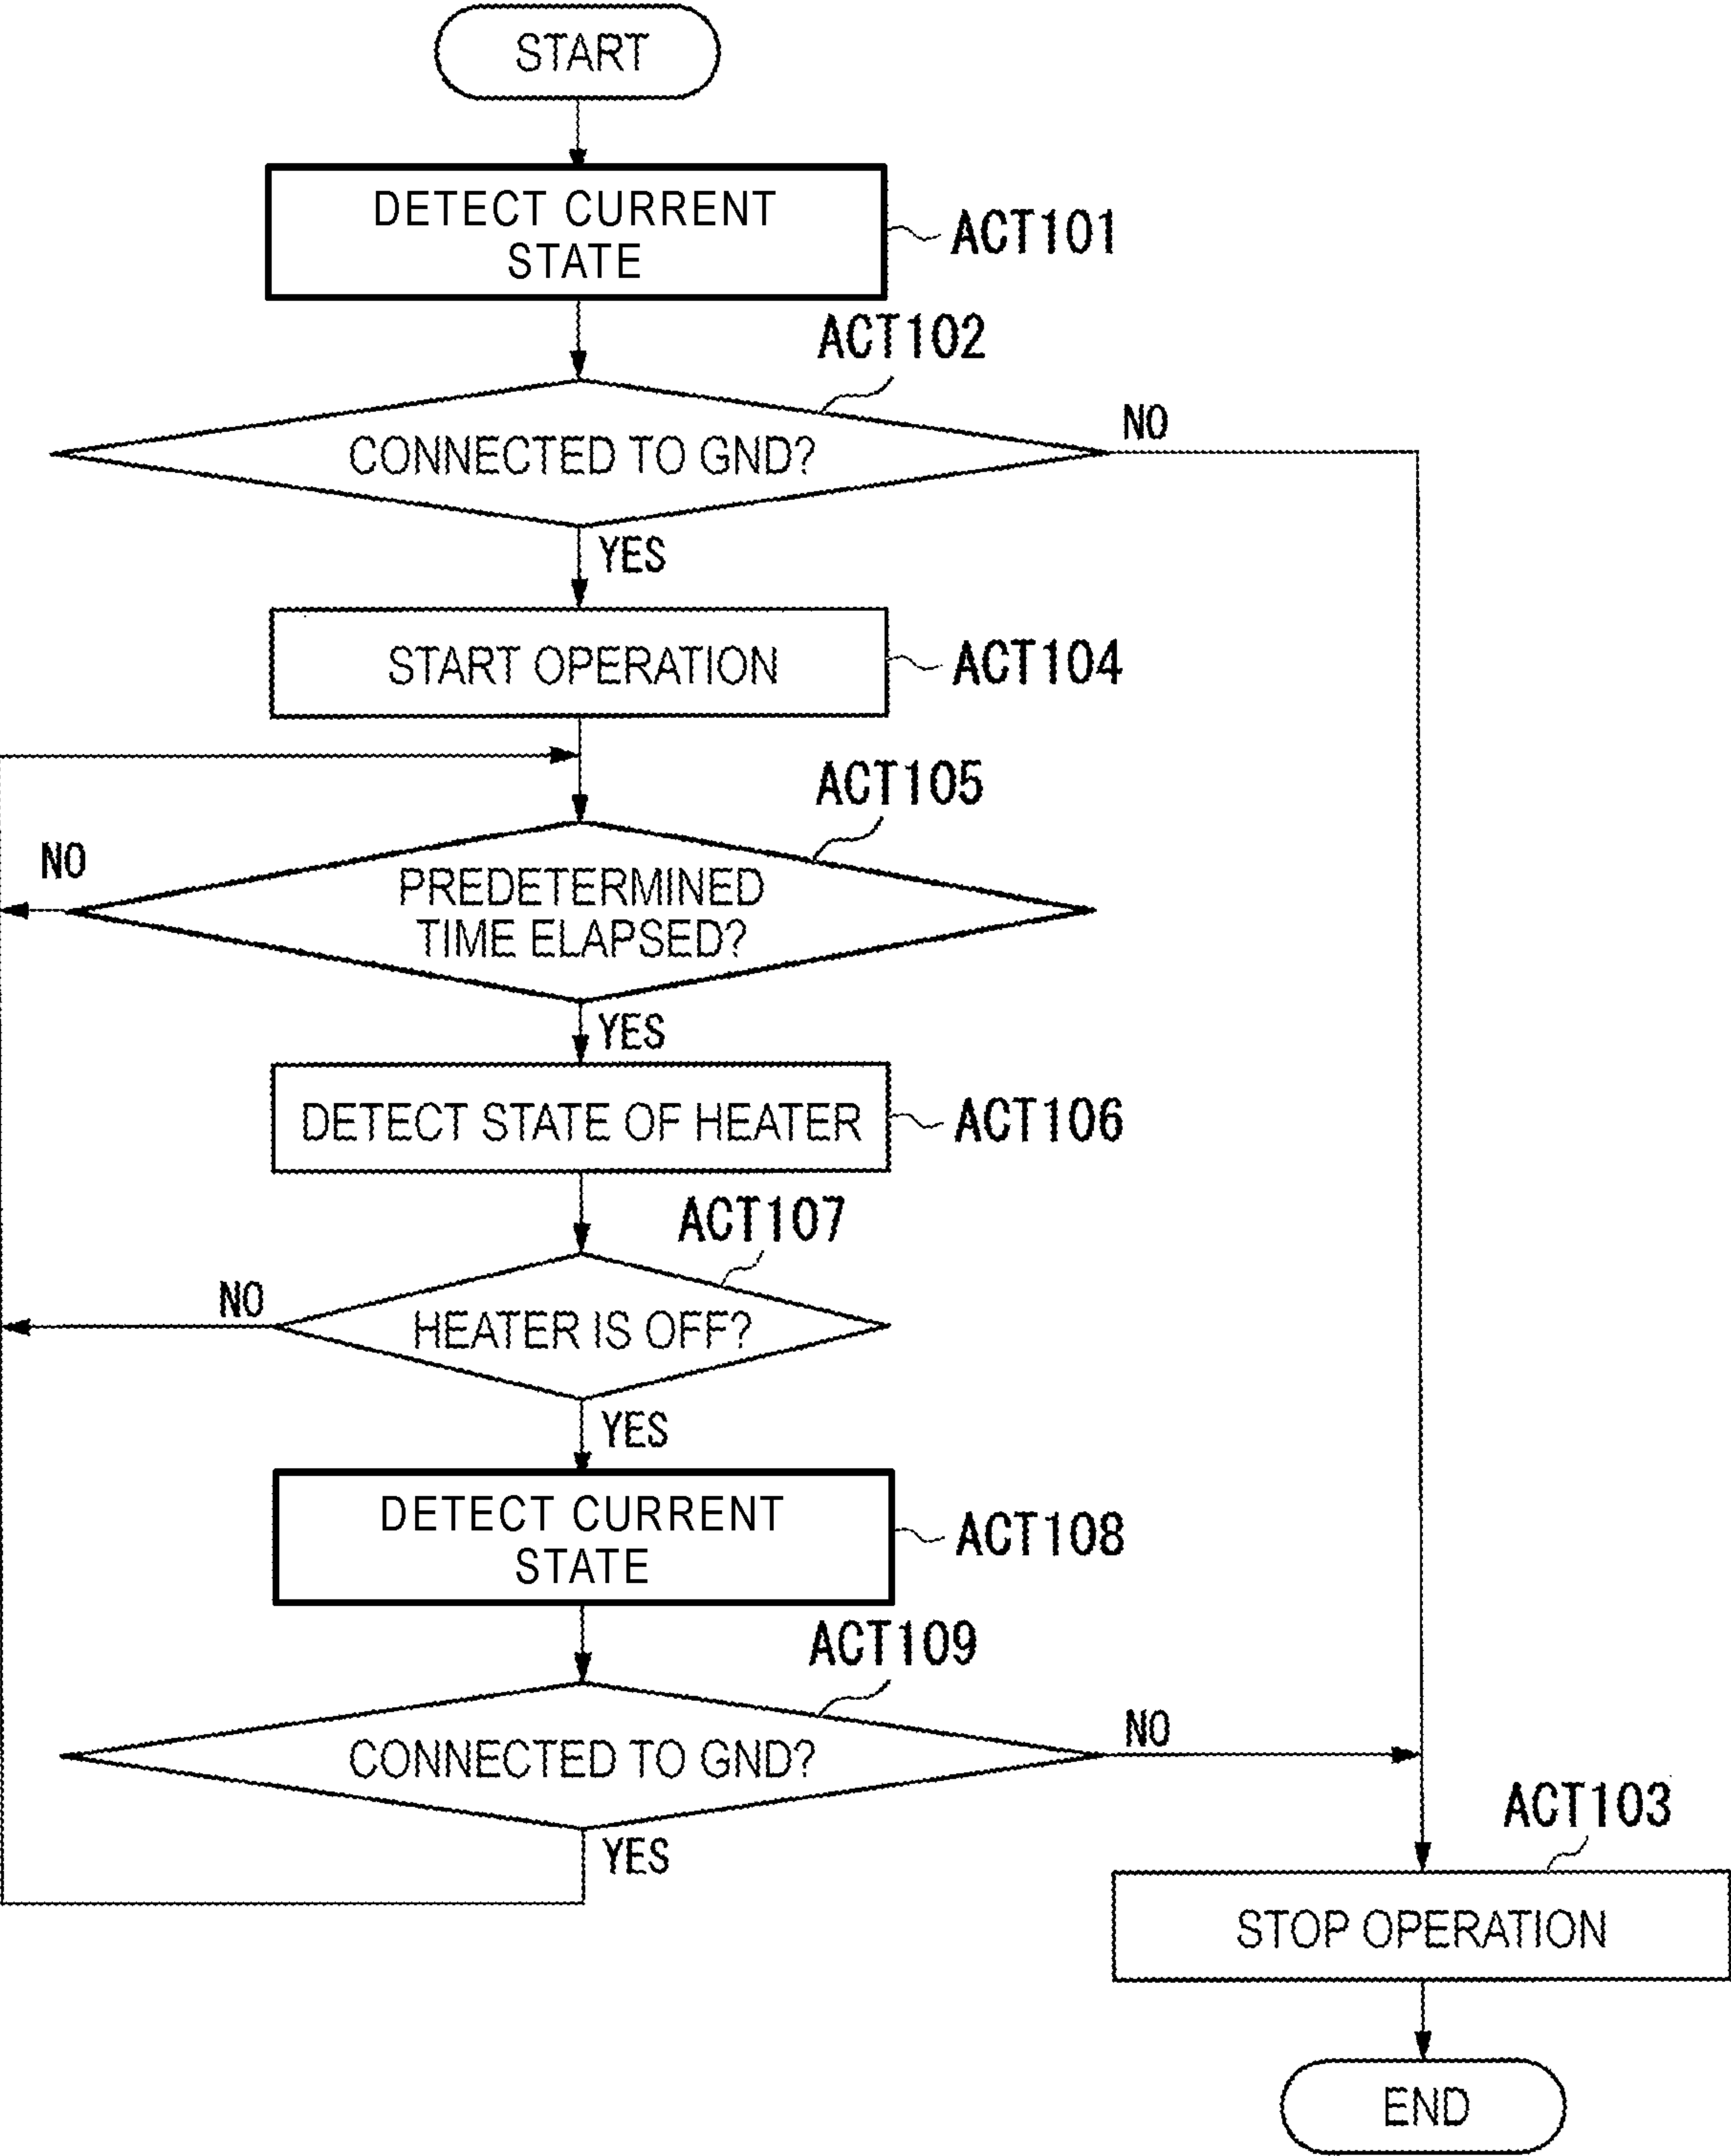 START
DETECT CURRENT
STATE
ACT101
ACT102
CONNECTED TO GND?
NO
YES
START OPERATION
ACT104
ACT105
NO
PREDETERMINED
TIME ELAPSED?
YES
DETECT STATE OF HEATER
ACT106
ACT107
NO
HEATER IS OFF?
YES
DETECT CURRENT
STATE
ACT108
ACT109
CONNECTED TO GND?
NO
YES
ACT103
STOP OPERATION
END